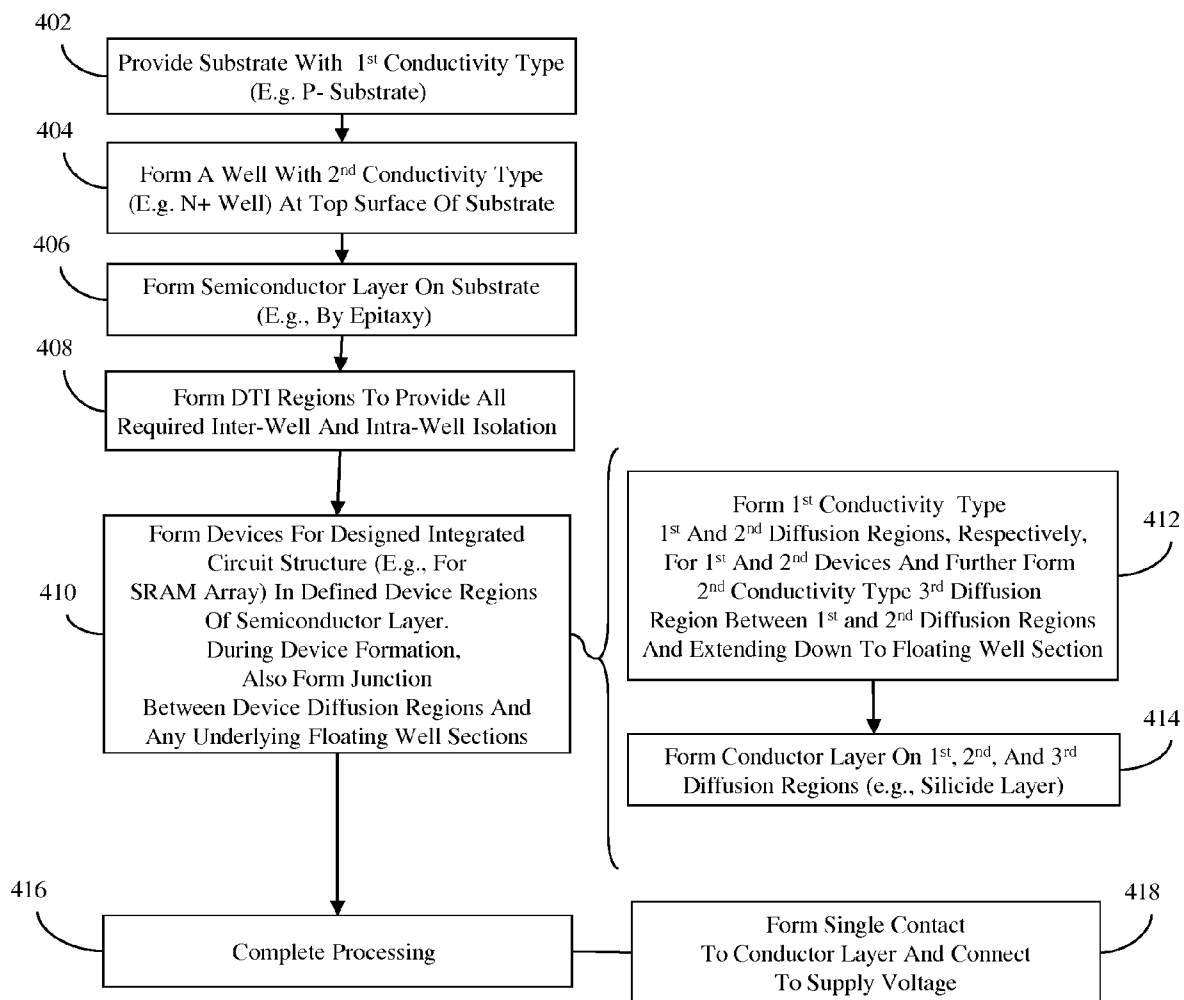 402
Provide Substrate With 1st Conductivity Type
(E.g. P- Substrate)
404
Form A Well With 2nd Conductivity Type
(E.g. N+ Well) At Top Surface Of Substrate
406
Form Semiconductor Layer On Substrate
(E.g., By Epitaxy)
408
Form DTI Regions To Provide All
Required Inter-Well And Intra-Well Isolation
410
Form Devices For Designed Integrated
Circuit Structure (E.g., For
SRAM Array) In Defined Device Regions
Of Semiconductor Layer.
During Device Formation,
Also Form Junction
Between Device Diffusion Regions And
Any Underlying Floating Well Sections
412
Form 1st Conductivity Type
1st And 2nd Diffusion Regions, Respectively,
For 1st And 2nd Devices And Further Form
2nd Conductivity Type 3rd Diffusion
Region Between 1st and 2nd Diffusion Regions
And Extending Down To Floating Well Section
414
Form Conductor Layer On 1st, 2nd, And 3rd
Diffusion Regions (e.g., Silicide Layer)
416
Complete Processing
418
Form Single Contact
To Conductor Layer And Connect
To Supply Voltage